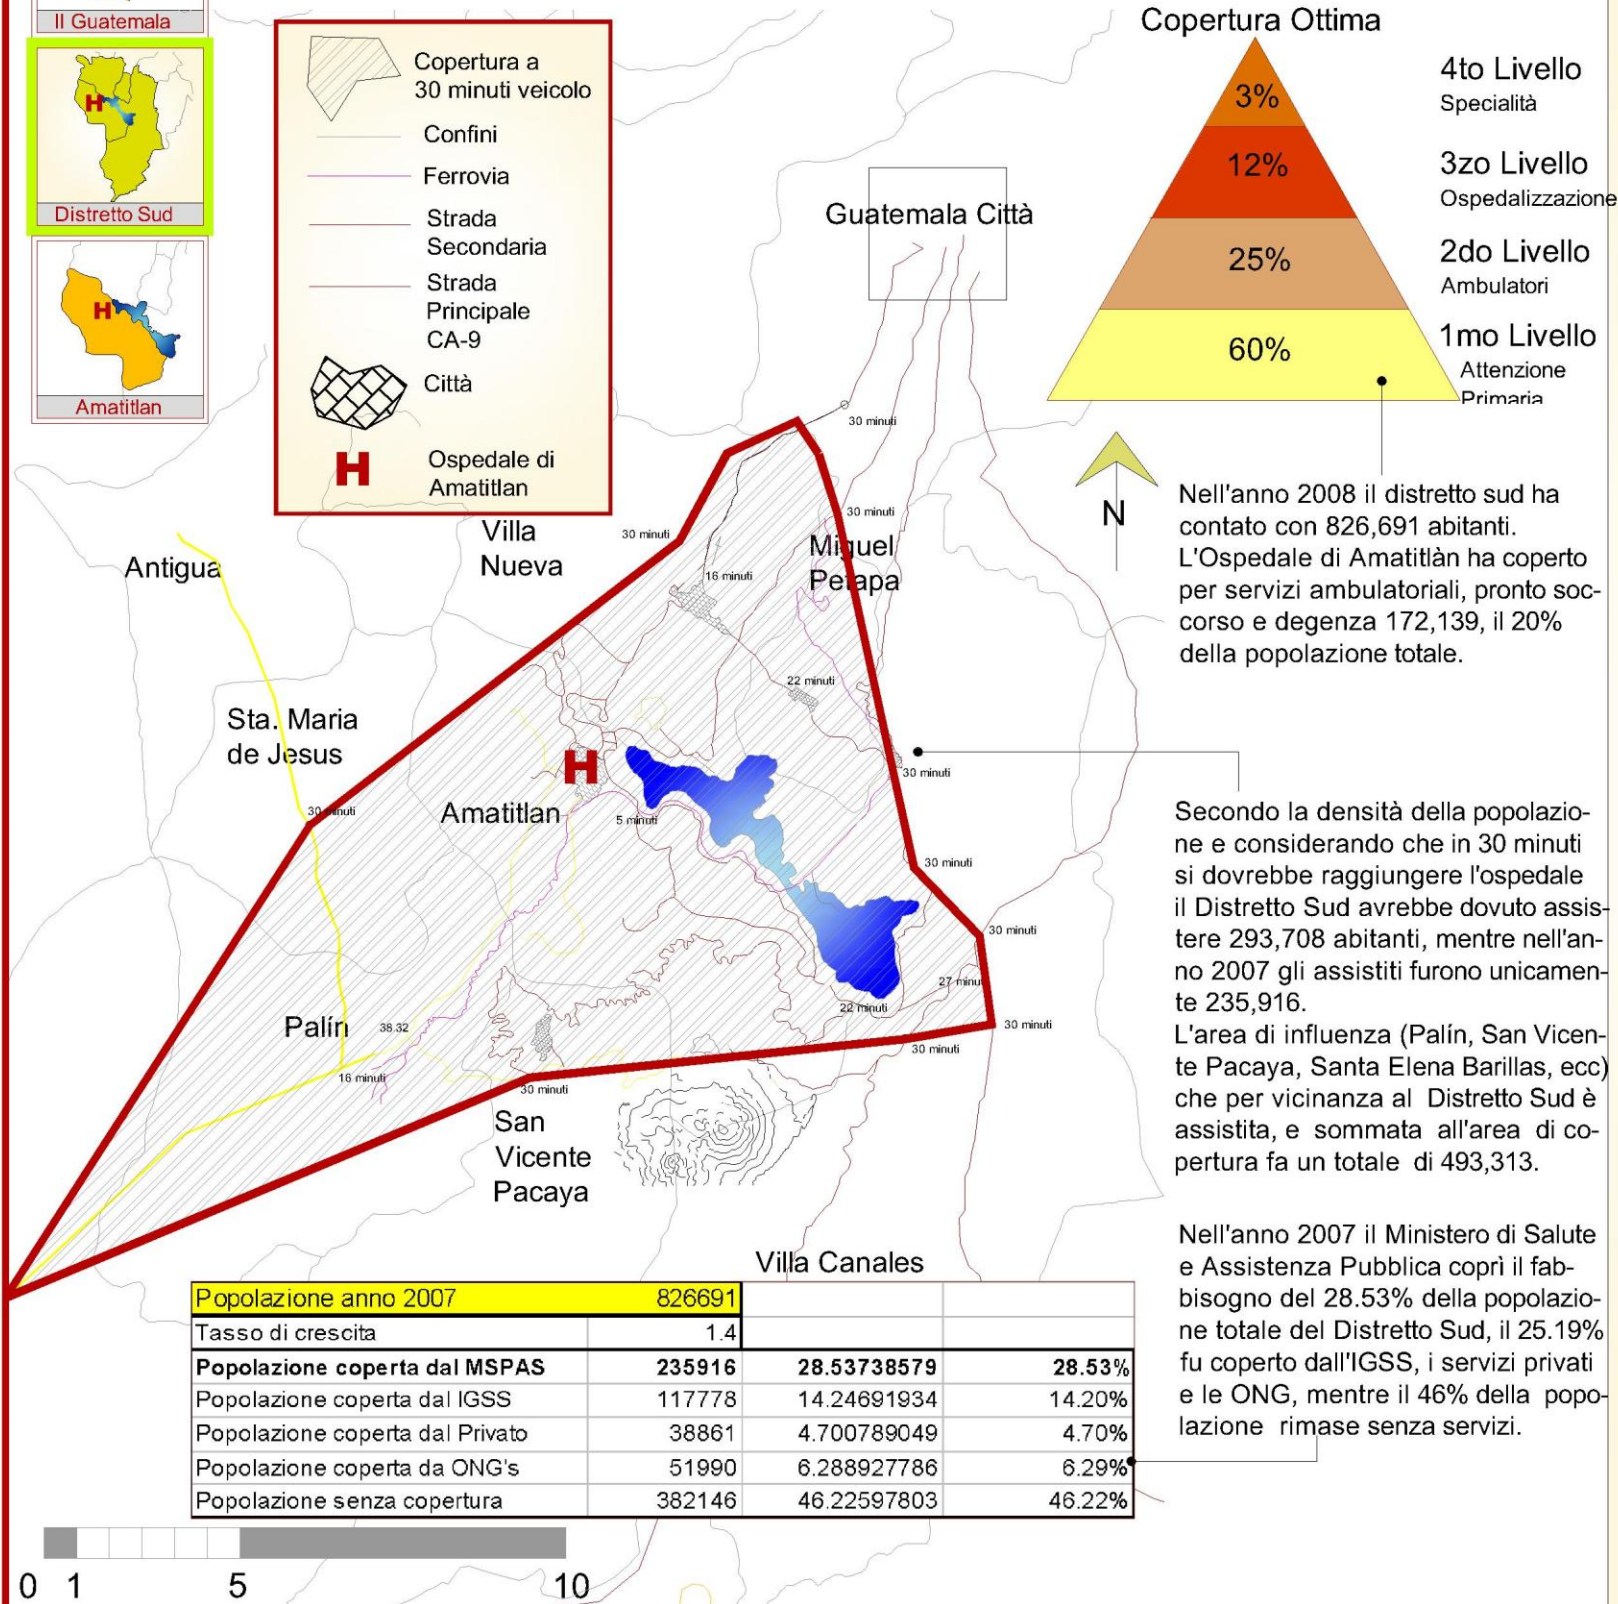 Il Guatemala
Distretto Sud
Amatitlan
Copertura a
30 minuti veicolo
Confini
Ferrovia
Strada
Secondaria
Strada
Principale
CA-9
Città
H
Ospedale di
Amatitlan
Copertura Ottima
3%
4to Livello
Specialità
12%
3zo Livello
Ospedalizzazione
25%
2do Livello
Ambulatori
60%
1mo Livello
Attenzione
Primaria
N
Nell'anno 2008 il distretto sud ha
contato con 826,691 abitanti.
L'Ospedale di Amatitlàn ha coperto
per servizi ambulatoriali, pronto soc-
corso e degenza 172,139, il 20%
della popolazione totale.
Guatemala Città
30 minuti
30 minuti
30 minuti
Villa
Nueva
Miguel
Petapa
Antigua
16 minuti
22 minuti
Sta. Maria
de Jesus
H
30 minuti
30 minuti
Amatitlan
5 minuti
30 minuti
30 minuti
27 minu
22 minuti
30 minuti
30 minuti
Palín
38.32
16 minuti
30 minuti
San
Vicente
Pacaya
Villa Canales
Secondo la densità della popolazio-
ne e considerando che in 30 minuti
si dovrebbe raggiungere l'ospedale
il Distretto Sud avrebbe dovuto assis-
tere 293,708 abitanti, mentre nell'an-
no 2007 gli assistiti furono unicamen-
te 235,916.
L'area di influenza (Palín, San Vicen-
te Pacaya, Santa Elena Barillas, ecc)
che per vicinanza al Distretto Sud è
assistita, e sommata all'area di co-
pertura fa un totale di 493,313.
Nell'anno 2007 il Ministero di Salute
e Assistenza Pubblica coprì il fab-
bisogno del 28.53% della popolazio-
ne totale del Distretto Sud, il 25.19%
fu coperto dall'IGSS, i servizi privati
e le ONG, mentre il 46% della popo-
lazione rimase senza servizi.
Popolazione anno 2007 826691
Tasso di crescita 1.4
Popolazione coperta dal MSPAS 235916 28.53738579 28.53%
Popolazione coperta dal IGSS 117778 14.24691934 14.20%
Popolazione coperta dal Privato 38861 4.700789049 4.70%
Popolazione coperta da ONG's 51990 6.288927786 6.29%
Popolazione senza copertura 382146 46.22597803 46.22%
0 1 5 10